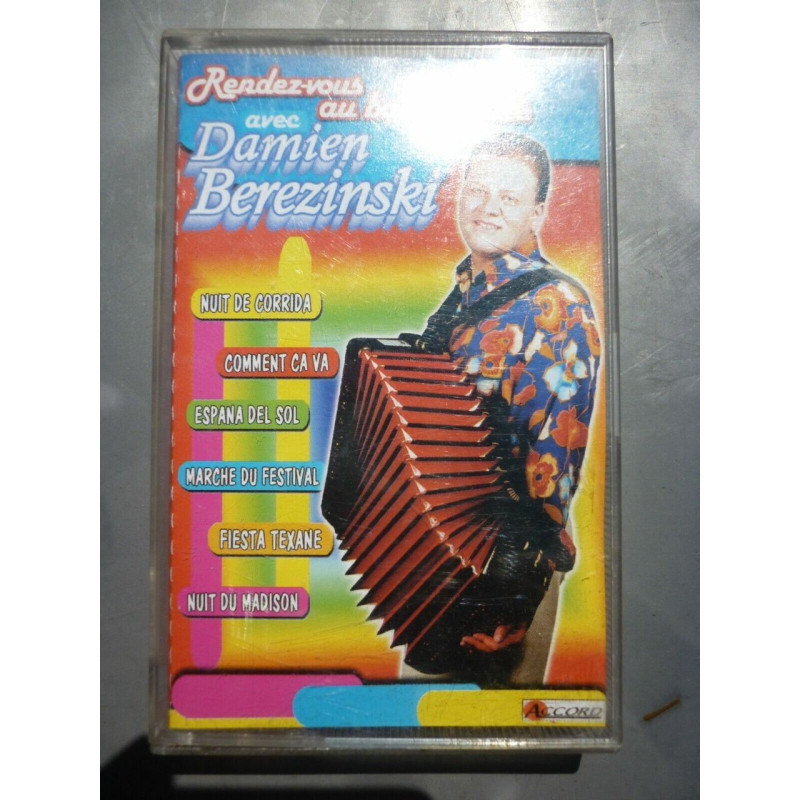 Rendez-vous
au
avec
Damien
Berezinski
NUIT DE CORRIDA
COMMENT CA VA
ESPANA DEL SOL
MARCHE DU FESTIVAL
FIESTA TEXANE
NUIT DU MADISON
ACCORD